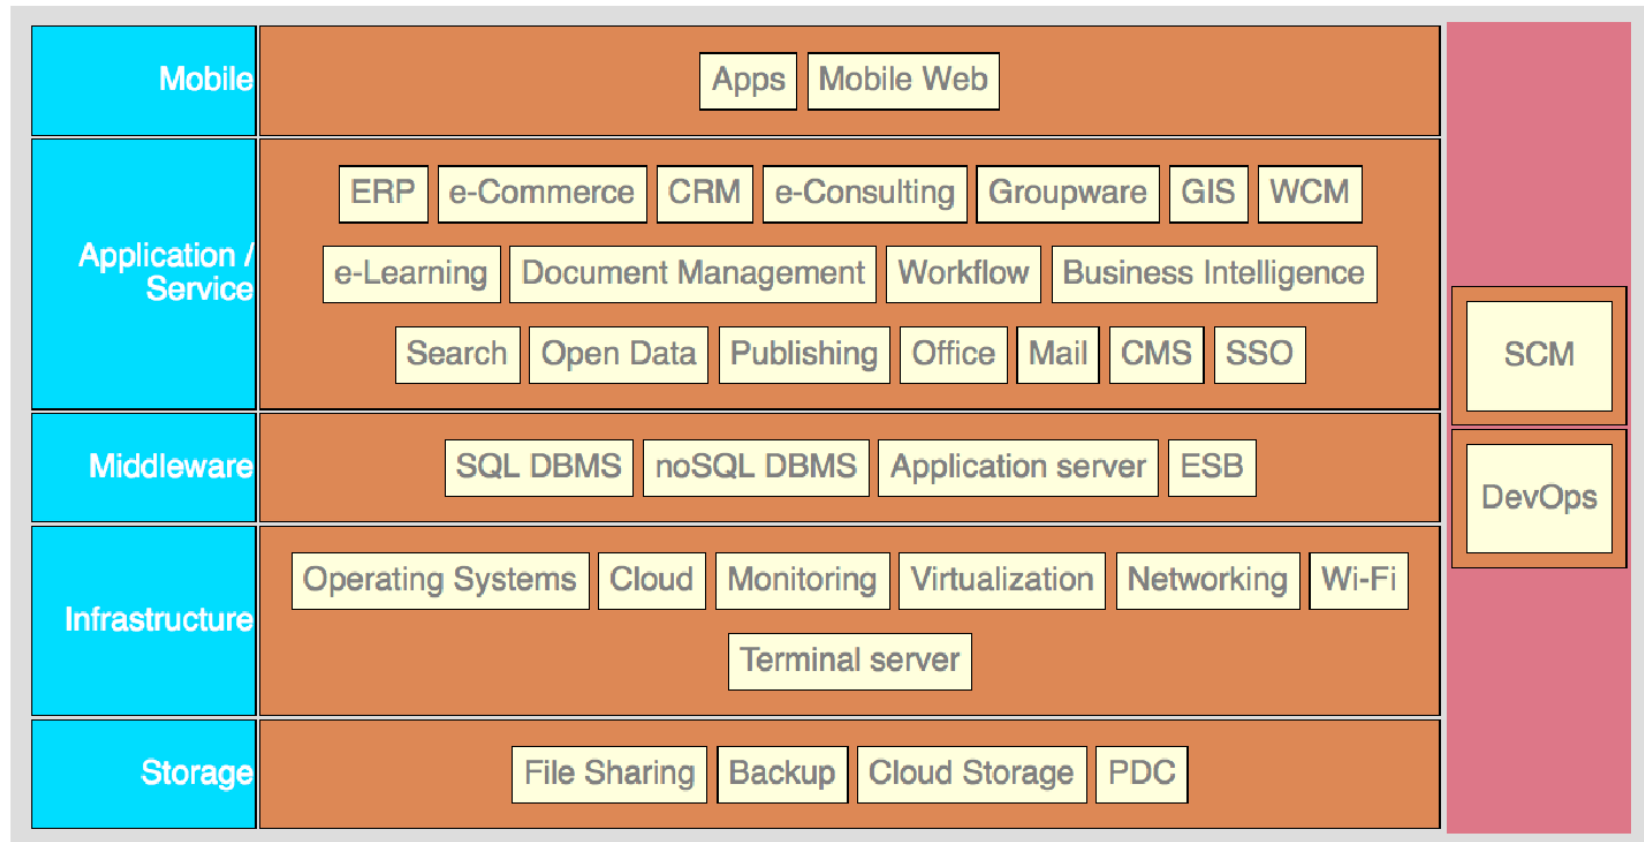 Mobile
Apps Mobile Web
Application /
Service
ERP e-Commerce CRM e-Consulting Groupware GIS WCM
e-Learning Document Management Workflow Business Intelligence
Search Open Data Publishing Office Mail CMS SSO
Middleware
SQL DBMS noSQL DBMS Application server ESB
Infrastructure
Operating Systems Cloud Monitoring Virtualization Networking Wi-Fi
Terminal server
Storage
File Sharing Backup Cloud Storage PDC
SCM
DevOps